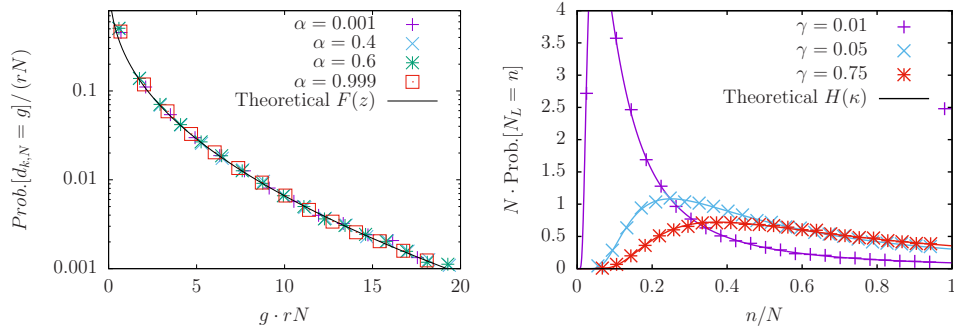 α = 0.001
α = 0.4
α = 0.6
α = 0.999
Theoretical F(z)
0.1
0.01
0.001
0
5
10
15
20
g · rN
Prob.[d_{k,N} = g]/(rN)
γ = 0.01
γ = 0.05
γ = 0.75
Theoretical H(κ)
4
3.5
3
2.5
2
1.5
1
0.5
0
0
0.2
0.4
0.6
0.8
1
n/N
N · Prob.[N_L = n]